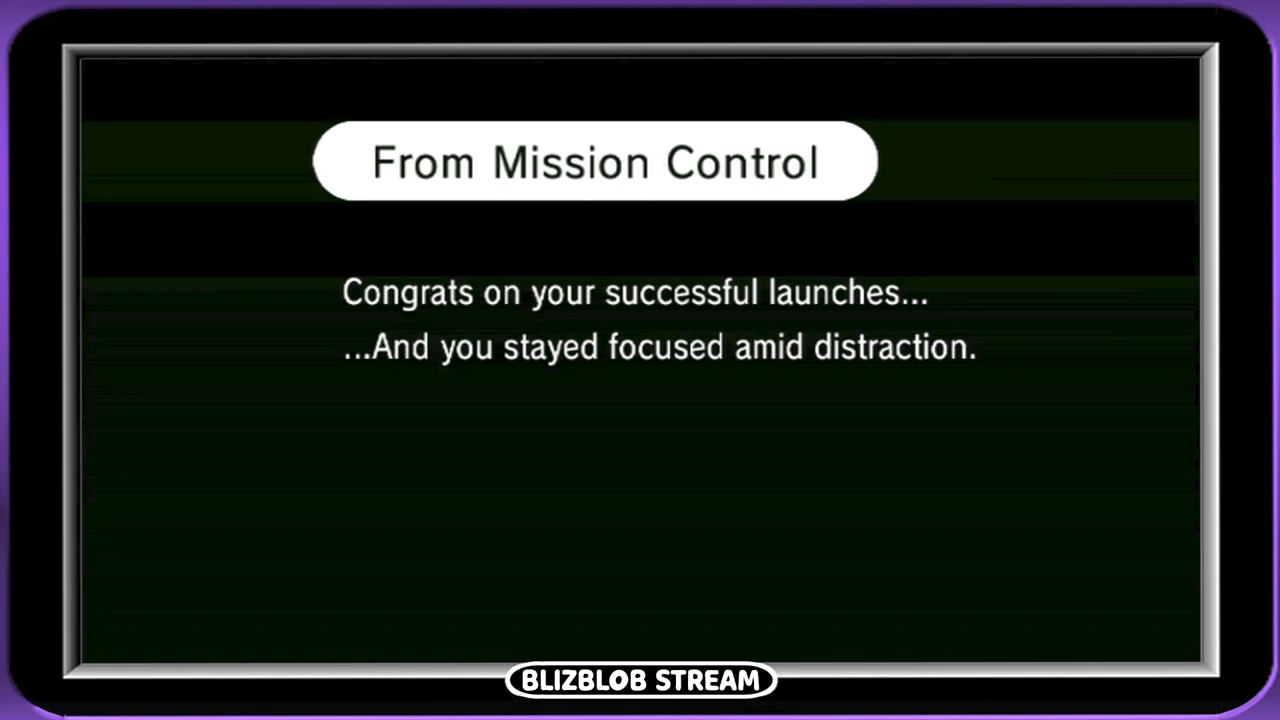 From Mission Control
Congrats on your successful launches...
...And you stayed focused amid distraction.
BLIZBLOB STREAM